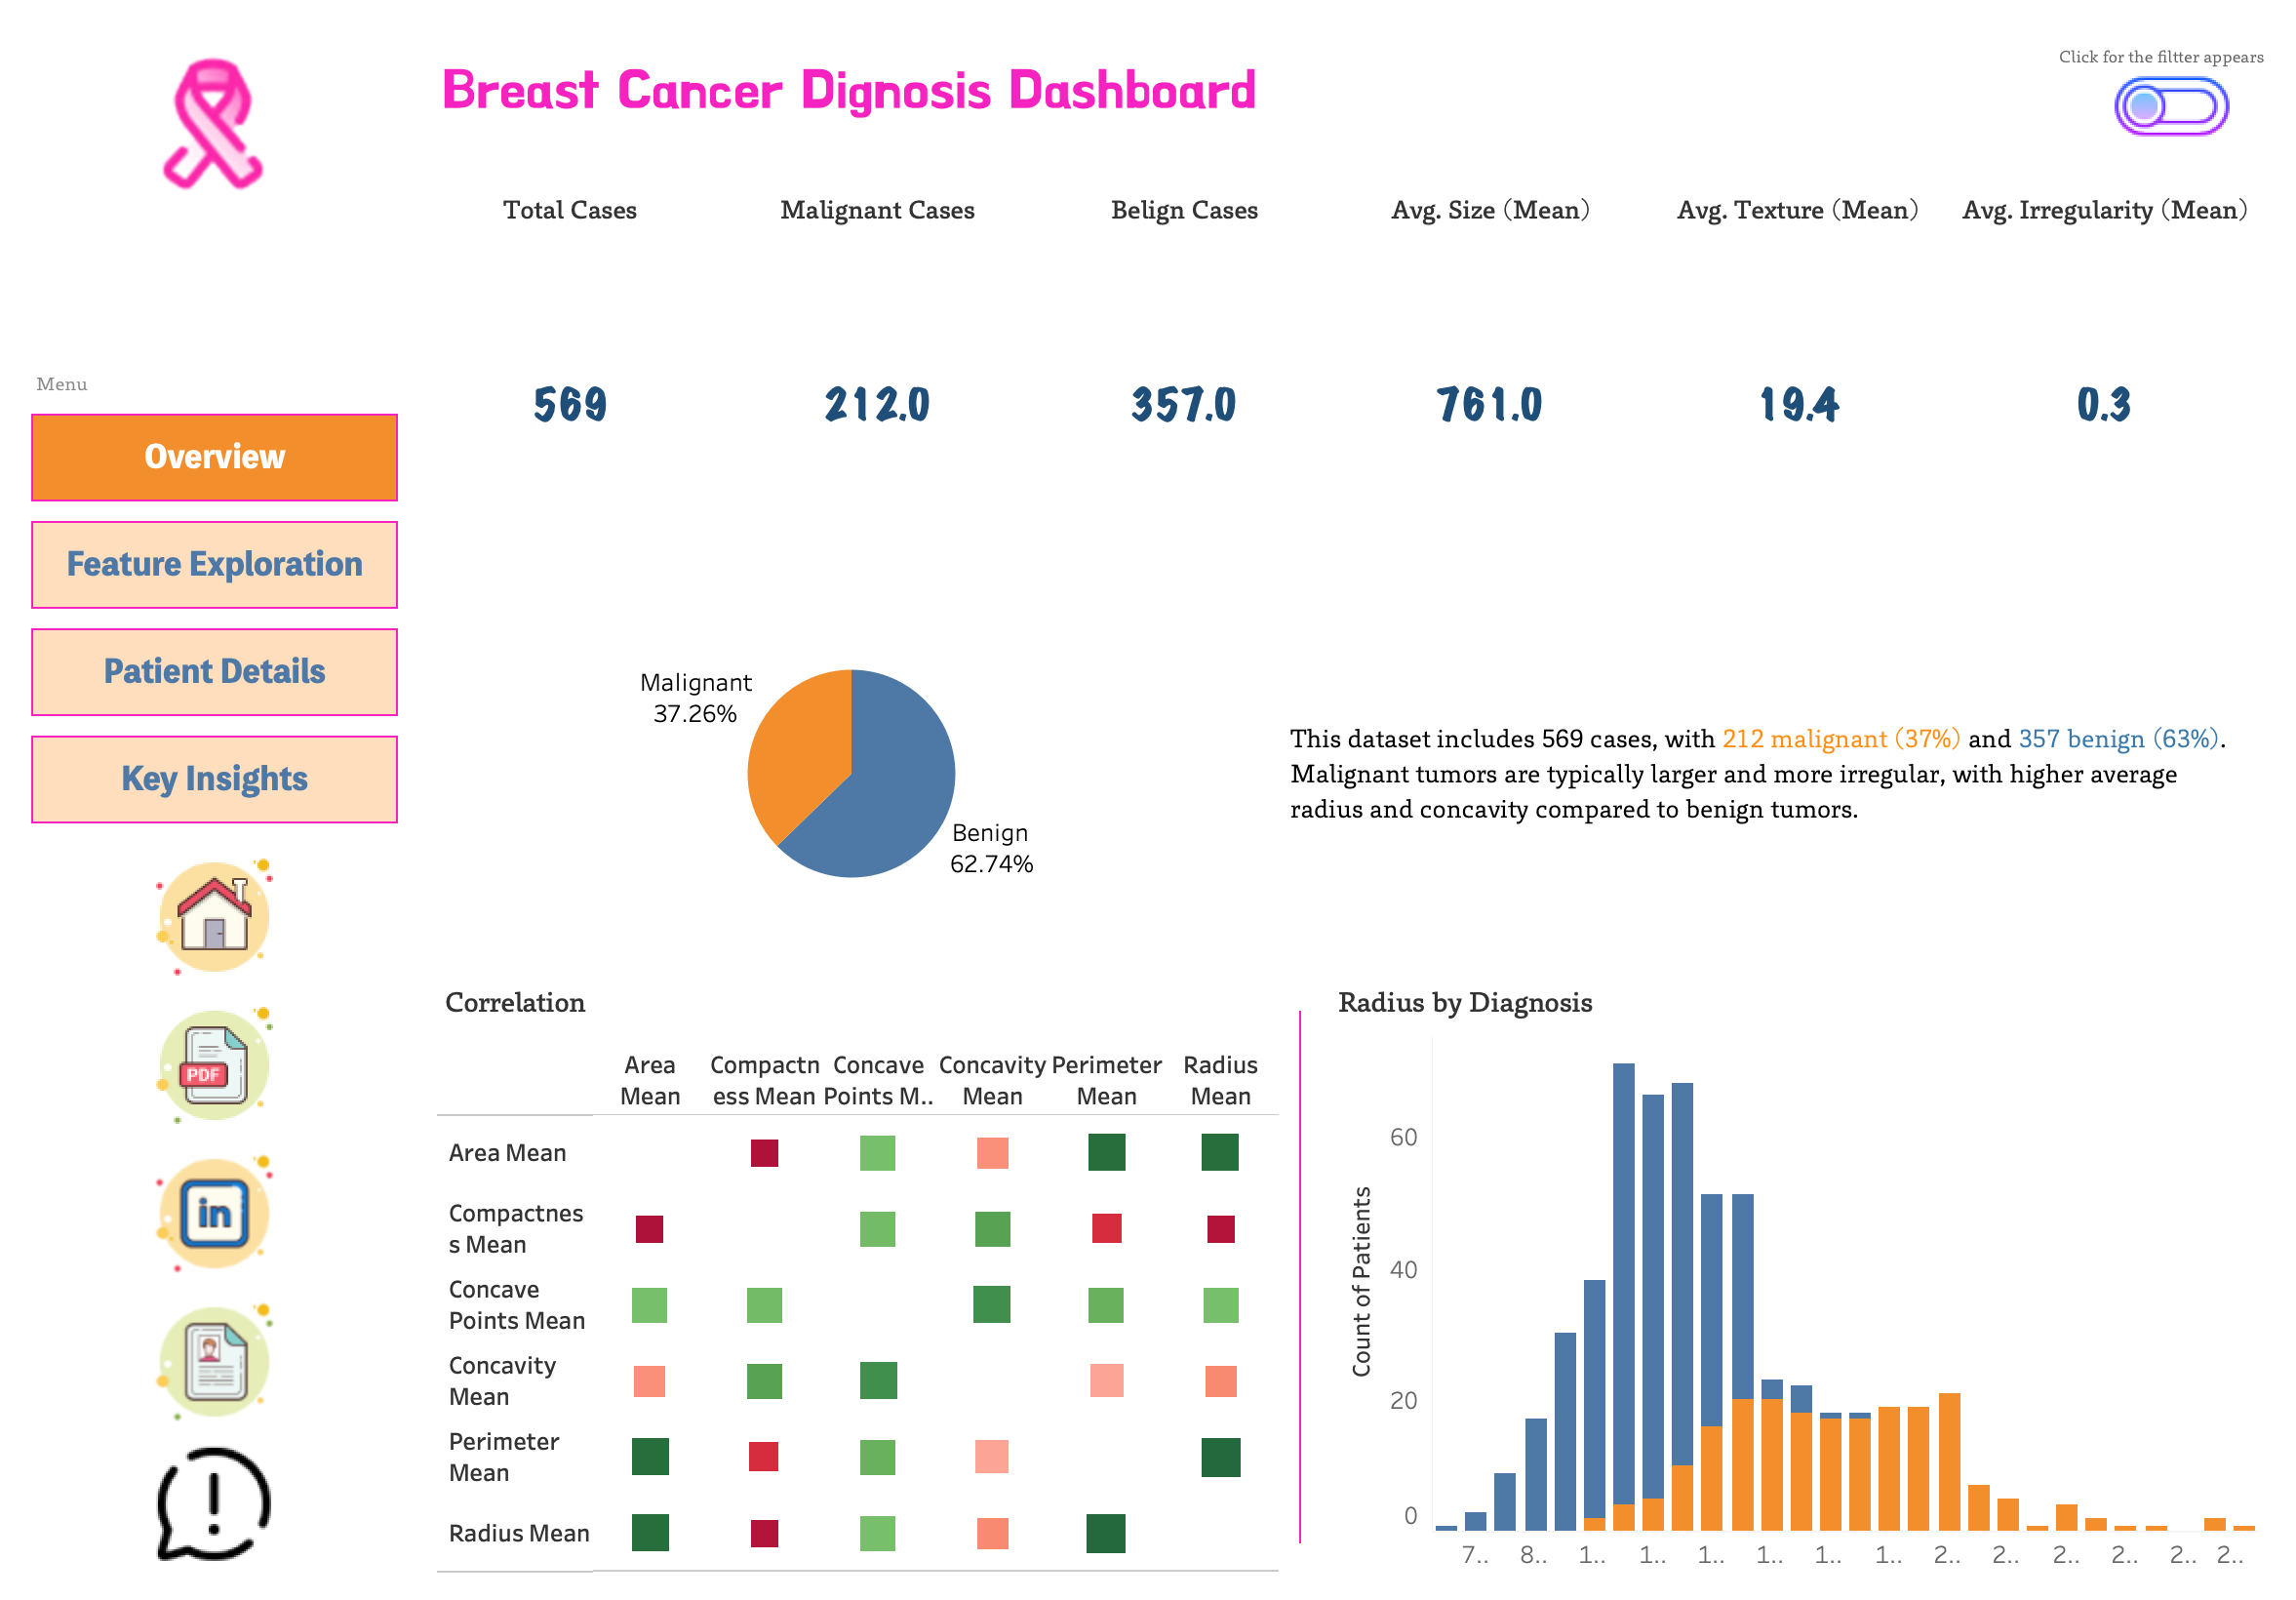 Click for the filtter appears
Breast Cancer Dignosis Dashboard
Total Cases
Malignant Cases
Belign Cases
Avg. Size (Mean)
Avg. Texture (Mean)
Avg. Irregularity (Mean)
569
212.0
357.0
761.0
19.4
0.3
Menu
Overview
Feature Exploration
Patient Details
Key Insights
PDF
in
Malignant
37.26%
Benign
62.74%
This dataset includes 569 cases, with 212 malignant (37%) and 357 benign (63%).
Malignant tumors are typically larger and more irregular, with higher average
radius and concavity compared to benign tumors.
Correlation
Area
Mean
Compactn
ess Mean
Concave
Points M..
Concavity
Mean
Perimeter
Mean
Radius
Mean
Area Mean
Compactnes
s Mean
Concave
Points Mean
Concavity
Mean
Perimeter
Mean
Radius Mean
Radius by Diagnosis
Count of Patients
60
40
20
0
7.. 8.. 1.. 1.. 1.. 1.. 1.. 1.. 2.. 2.. 2.. 2.. 2.. 2..